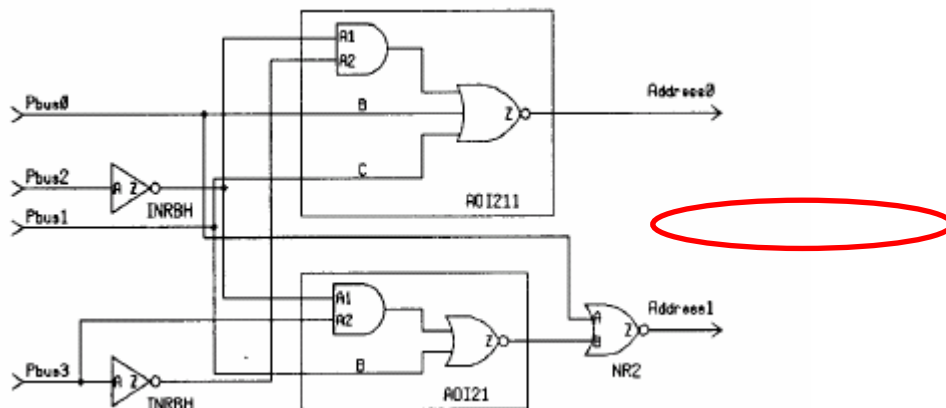 A1
A2
Pbus0
B
Z
Address0
Pbus2
A Z
INRBH
C
Pbus1
AOI211
A1
A2
Z
A
B
Z
Address1
B
NR2
Pbus3
A Z
INRBH
AOI21